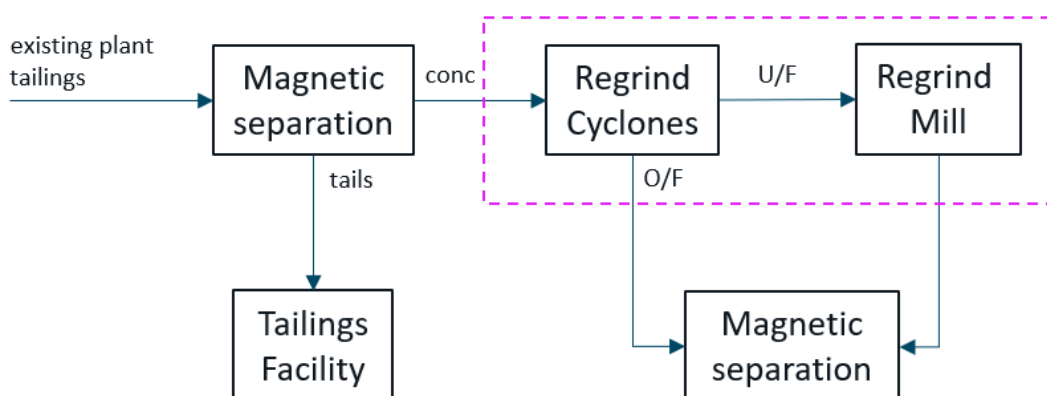 existing plant
tailings
Magnetic
separation
conc
Regrind
Cyclones
U/F
Regrind
Mill
tails
O/F
Tailings
Facility
Magnetic
separation